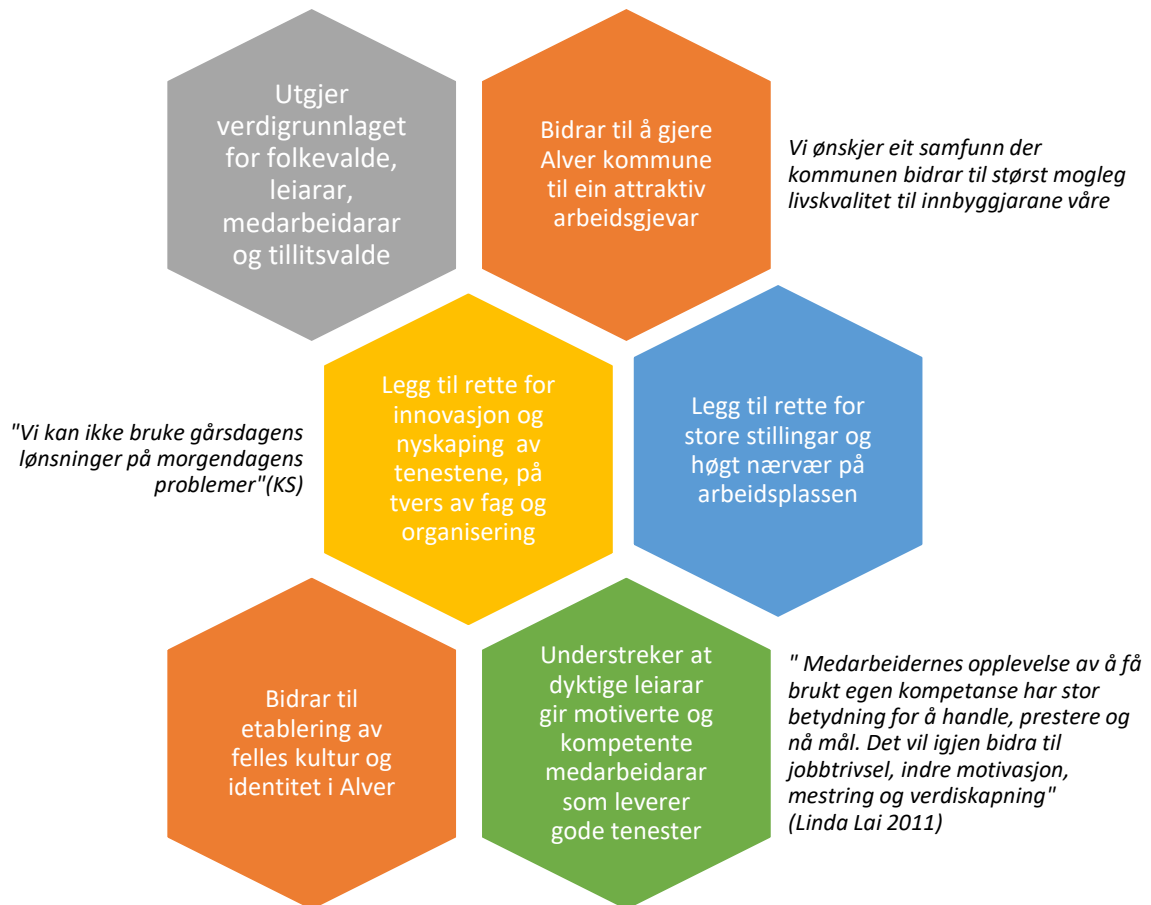 Utgjer
verdigrunnlaget
for folkevalde,
leiarar,
medarbeidarar
og tillitsvalde
Bidrar til å gjere
Alver kommune
til ein attraktiv
arbeidsgjevar
Vi ønskjer eit samfunn der
kommunen bidrar til størst mogleg
livskvalitet til innbyggjarane våre
"Vi kan ikke bruke gårsdagens
lønsninger på morgendagens
problemer"(KS)
Legg til rette for
innovasjon og
nyskaping av
tenestene, på
tvers av fag og
organisering
Legg til rette for
store stillingar og
høgt nærvær på
arbeidsplassen
Bidrar til
etablering av
felles kultur og
identitet i Alver
Understreker at
dyktige leiarar
gir motiverte og
kompetente
medarbeidarar
som leverer
gode tenester
" Medarbeidernes opplevelse av å få
brukt egen kompetanse har stor
betydning for å handle, prestere og
nå mål. Det vil igjen bidra til
jobbtrivsel, indre motivasjon,
mestring og verdiskapning"
(Linda Lai 2011)